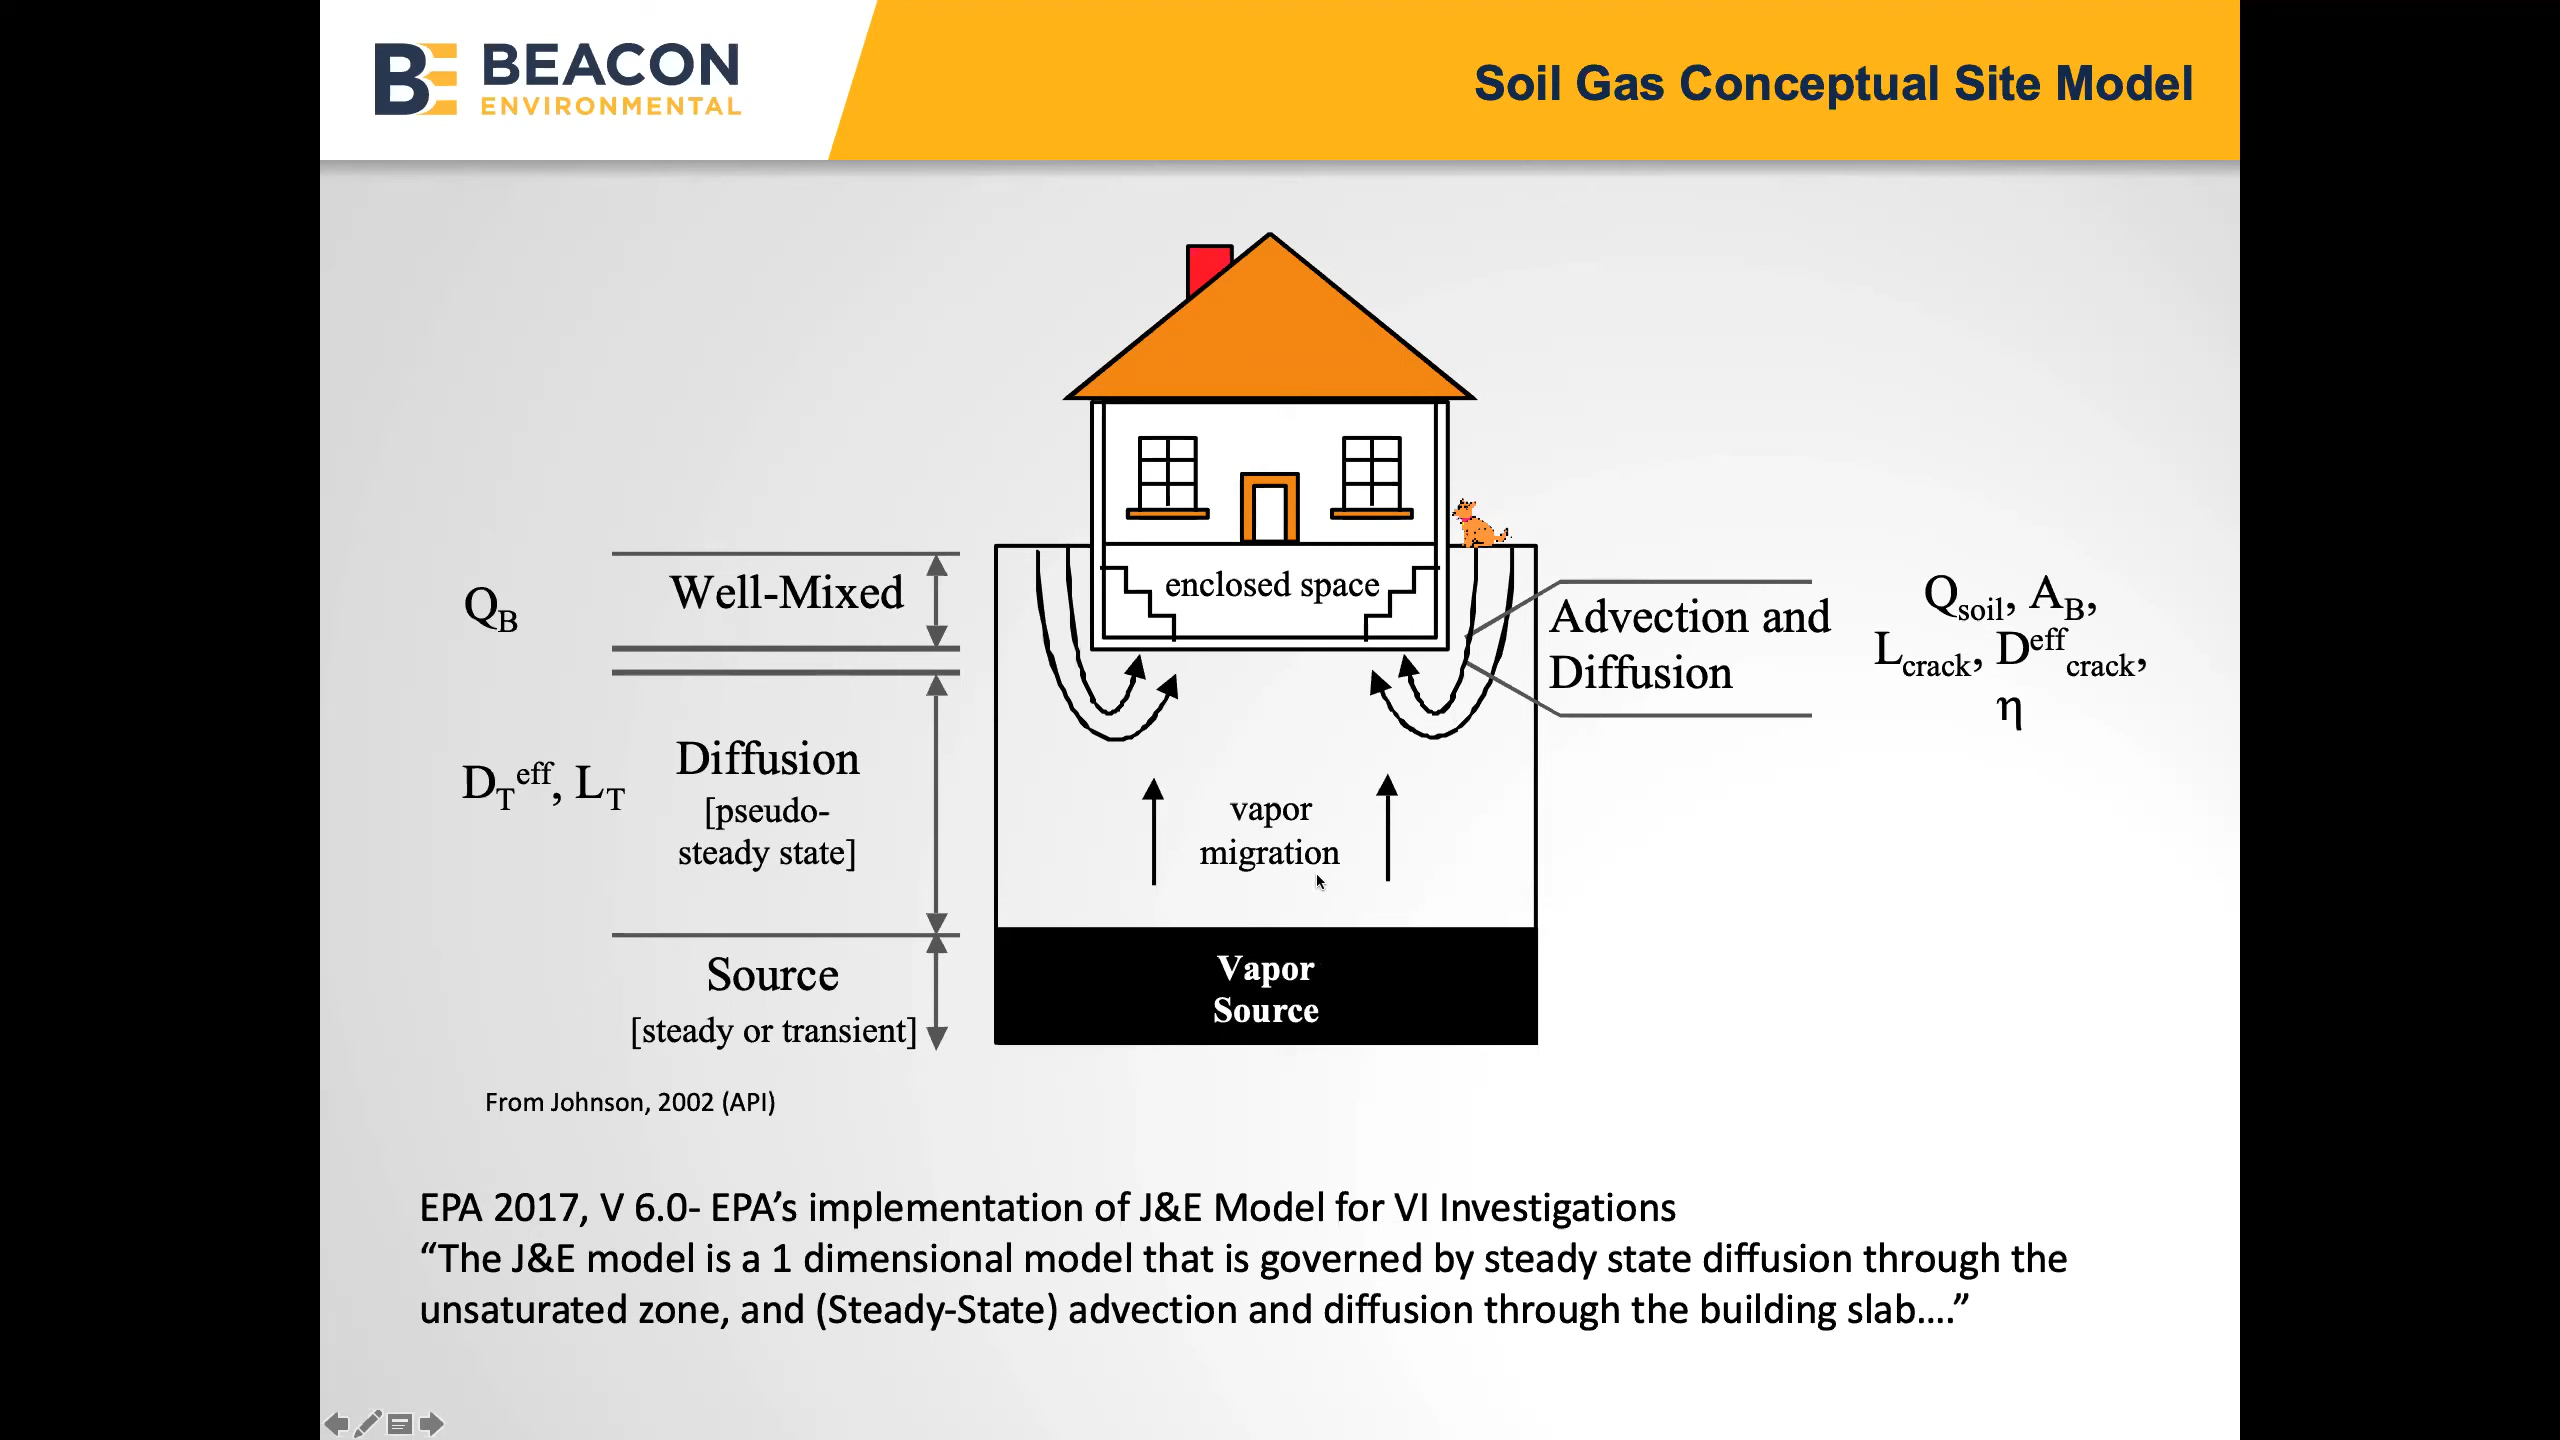 BE BEACON
ENVIRONMENTAL
Soil Gas Conceptual Site Model
enclosed space
Q_B
Well-Mixed
Advection and
Diffusion
Q_soil, A_B,
L_crack, D^eff_crack,
η
D_T^eff, L_T
Diffusion
[pseudo-
steady state]
vapor
migration
Source
[steady or transient]
Vapor
Source
From Johnson, 2002 (API)
EPA 2017, V 6.0- EPA’s implementation of J&E Model for VI Investigations
“The J&E model is a 1 dimensional model that is governed by steady state diffusion through the
unsaturated zone, and (Steady-State) advection and diffusion through the building slab….”